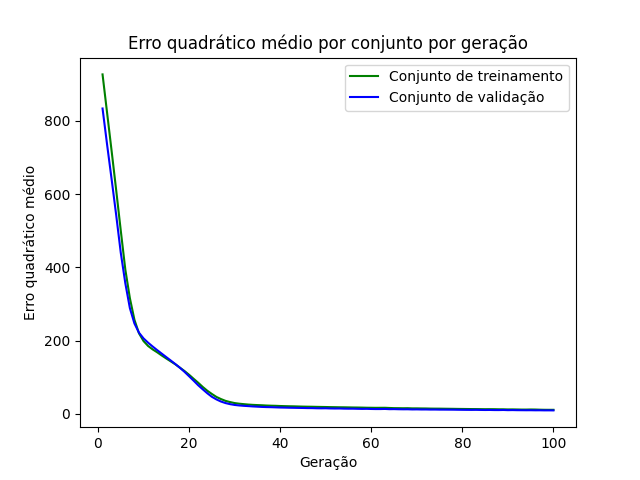 Erro quadrático médio por conjunto por geração
Conjunto de treinamento
Conjunto de validação
Erro quadrático médio
800
600
400
200
0
0 20 40 60 80 100
Geração